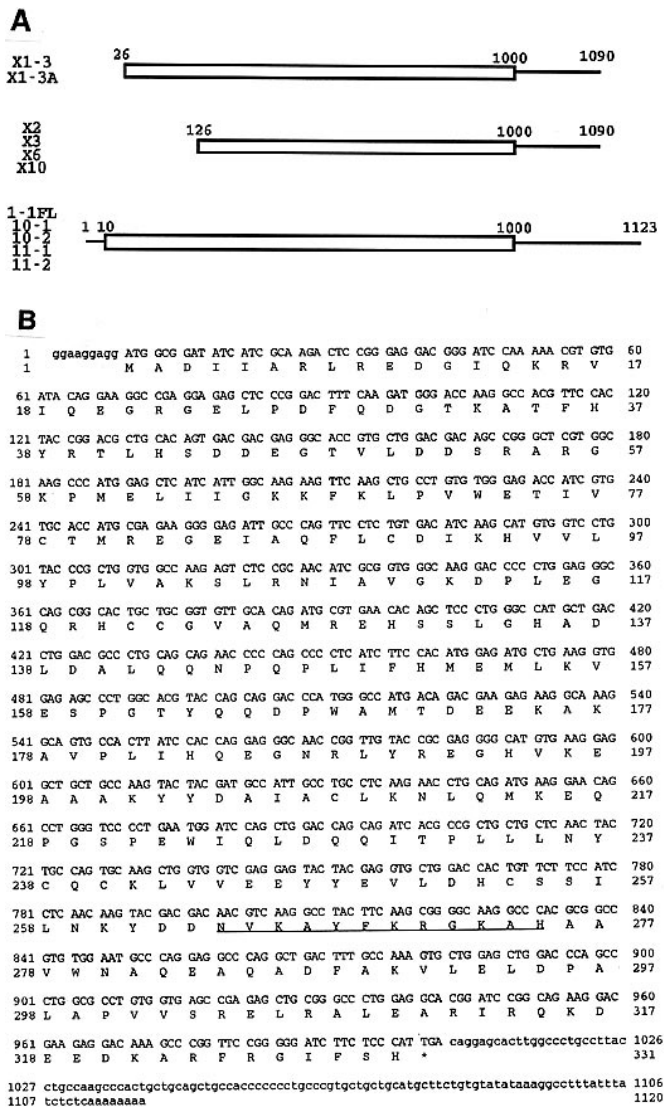 A
X1-3
X1-3A
26 1000 1090
X2
X3
X6
X10
126 1000 1090
1-1FL
10-1
10-2
11-1
11-2
1 10 1000 1123
B
1 ggaaggagg ATG GCG GAT ATC ATC GCA AGA CTC CGG GAG GAC GGG ATC CAA AAA CGT GTG 60
1 M A D I I A R L R E D G I Q K R V 17
61 ATA CAG GAA GGC CGA GGA GAG CTC CCG GAC TTT CAA GAT GGG ACC AAG GCC ACG TTC CAC 120
18 I Q E G R G E L P D F Q D G T K A T F H 37
121 TAC CGG ACG CTG CAC AGT GAC GAC GAG GGC ACC GTG CTG GAC GAC AGC CGG GCT CGT GGC 180
38 Y R T L H S D D E G T V L D D S R A R G 57
181 AAG CCC ATG GAG CTC ATC ATT GGC AAG AAG TTC AAG CTG CCT GTG TGG GAG ACC ATC GTG 240
58 K P M E L I I G K K F K L P V W E T I V 77
241 TGC ACC ATG CGA GAA GGG GAG ATT GCC CAG TTC CTC TGT GAC ATC AAG CAT GTG GTC CTG 300
78 C T M R E G E I A Q F L C D I K H V V L 97
301 TAC CCG CTG GTG GCC AAG AGT CTC CGC AAC ATC GCG GTG GGC AAG GAC CCC CTG GAG GGC 360
98 Y P L V A K S L R N I A V G K D P L E G 117
361 CAG CGG CAC TGC TGC GGT GTT GCA CAG ATG CGT GAA CAC AGC TCC CTG GGC CAT GCT GAC 420
118 Q R H C C G V A Q M R E H S S L G H A D 137
421 CTG GAC GCC CTG CAG CAG AAC CCC CAG CCC CTC ATC TTC CAC ATG GAG ATG CTG AAG GTG 480
138 L D A L Q Q N P Q P L I F H M E M L K V 157
481 GAG AGC CCT GGC ACG TAC CAG CAG GAC CCA TGG GCC ATG ACA GAC GAA GAG AAG GCA AAG 540
158 E S P G T Y Q Q D P W A M T D E E K A K 177
541 GCA GTG CCA CTT ATC CAC CAG GAG GGC AAC CGG TTG TAC CGC GAG GGG CAT GTG AAG GAG 600
178 A V P L I H Q E G N R L Y R E G H V K E 197
601 GCT GCT GCC AAG TAC TAC GAT GCC ATT GCC TGC CTC AAG AAC CTG CAG ATG AAG GAA CAG 660
198 A A A K Y Y D A I A C L K N L Q M K E Q 217
661 CCT GGG TCC CCT GAA TGG ATC CAG CTG GAC CAG CAG ATC ACG CCG CTG CTG CTC AAC TAC 720
218 P G S P E W I Q L D Q Q I T P L L L N Y 237
721 TGC CAG TGC AAG CTG GTG GTC GAG GAG TAC TAC GAG GTG CTG GAC CAC TGT TCT TCC ATC 780
238 C Q C K L V V E E Y Y E V L D H C S S I 257
781 CTC AAC AAG TAC GAC GAC AAC GTC AAG GCC TAC TTC AAG CGG GGC AAG GCC CAC GCG GCC 840
258 L N K Y D D N V K A Y F K R G K A H A A 277
841 GTG TGG AAT GCC CAG GAG GCC CAG GCT GAC TTT GCC AAA GTG CTG GAG CTG GAC CCA GCC 900
278 V W N A Q E A Q A D F A K V L E L D P A 297
901 CTG GCG CCT GTG GTG AGC CGA GAG CTG CGG GCC CTG GAG GCA CGG ATC CGG CAG AAG GAC 960
298 L A P V V S R E L R A L E A R I R Q K D 317
961 GAA GAG GAC AAA GCC CGG TTC CGG GGG ATC TTC TCC CAT TGA caggagcacttggccctgccttac 1026
318 E E D K A R F R G I F S H * 331
1027 ctgccaagcccactgctgcagctgccaccccccctgcccgtgctgctgcatgcttctgtgtatataaaggcctttattta 1106
1107 tctctcaaaaaaaa 1120